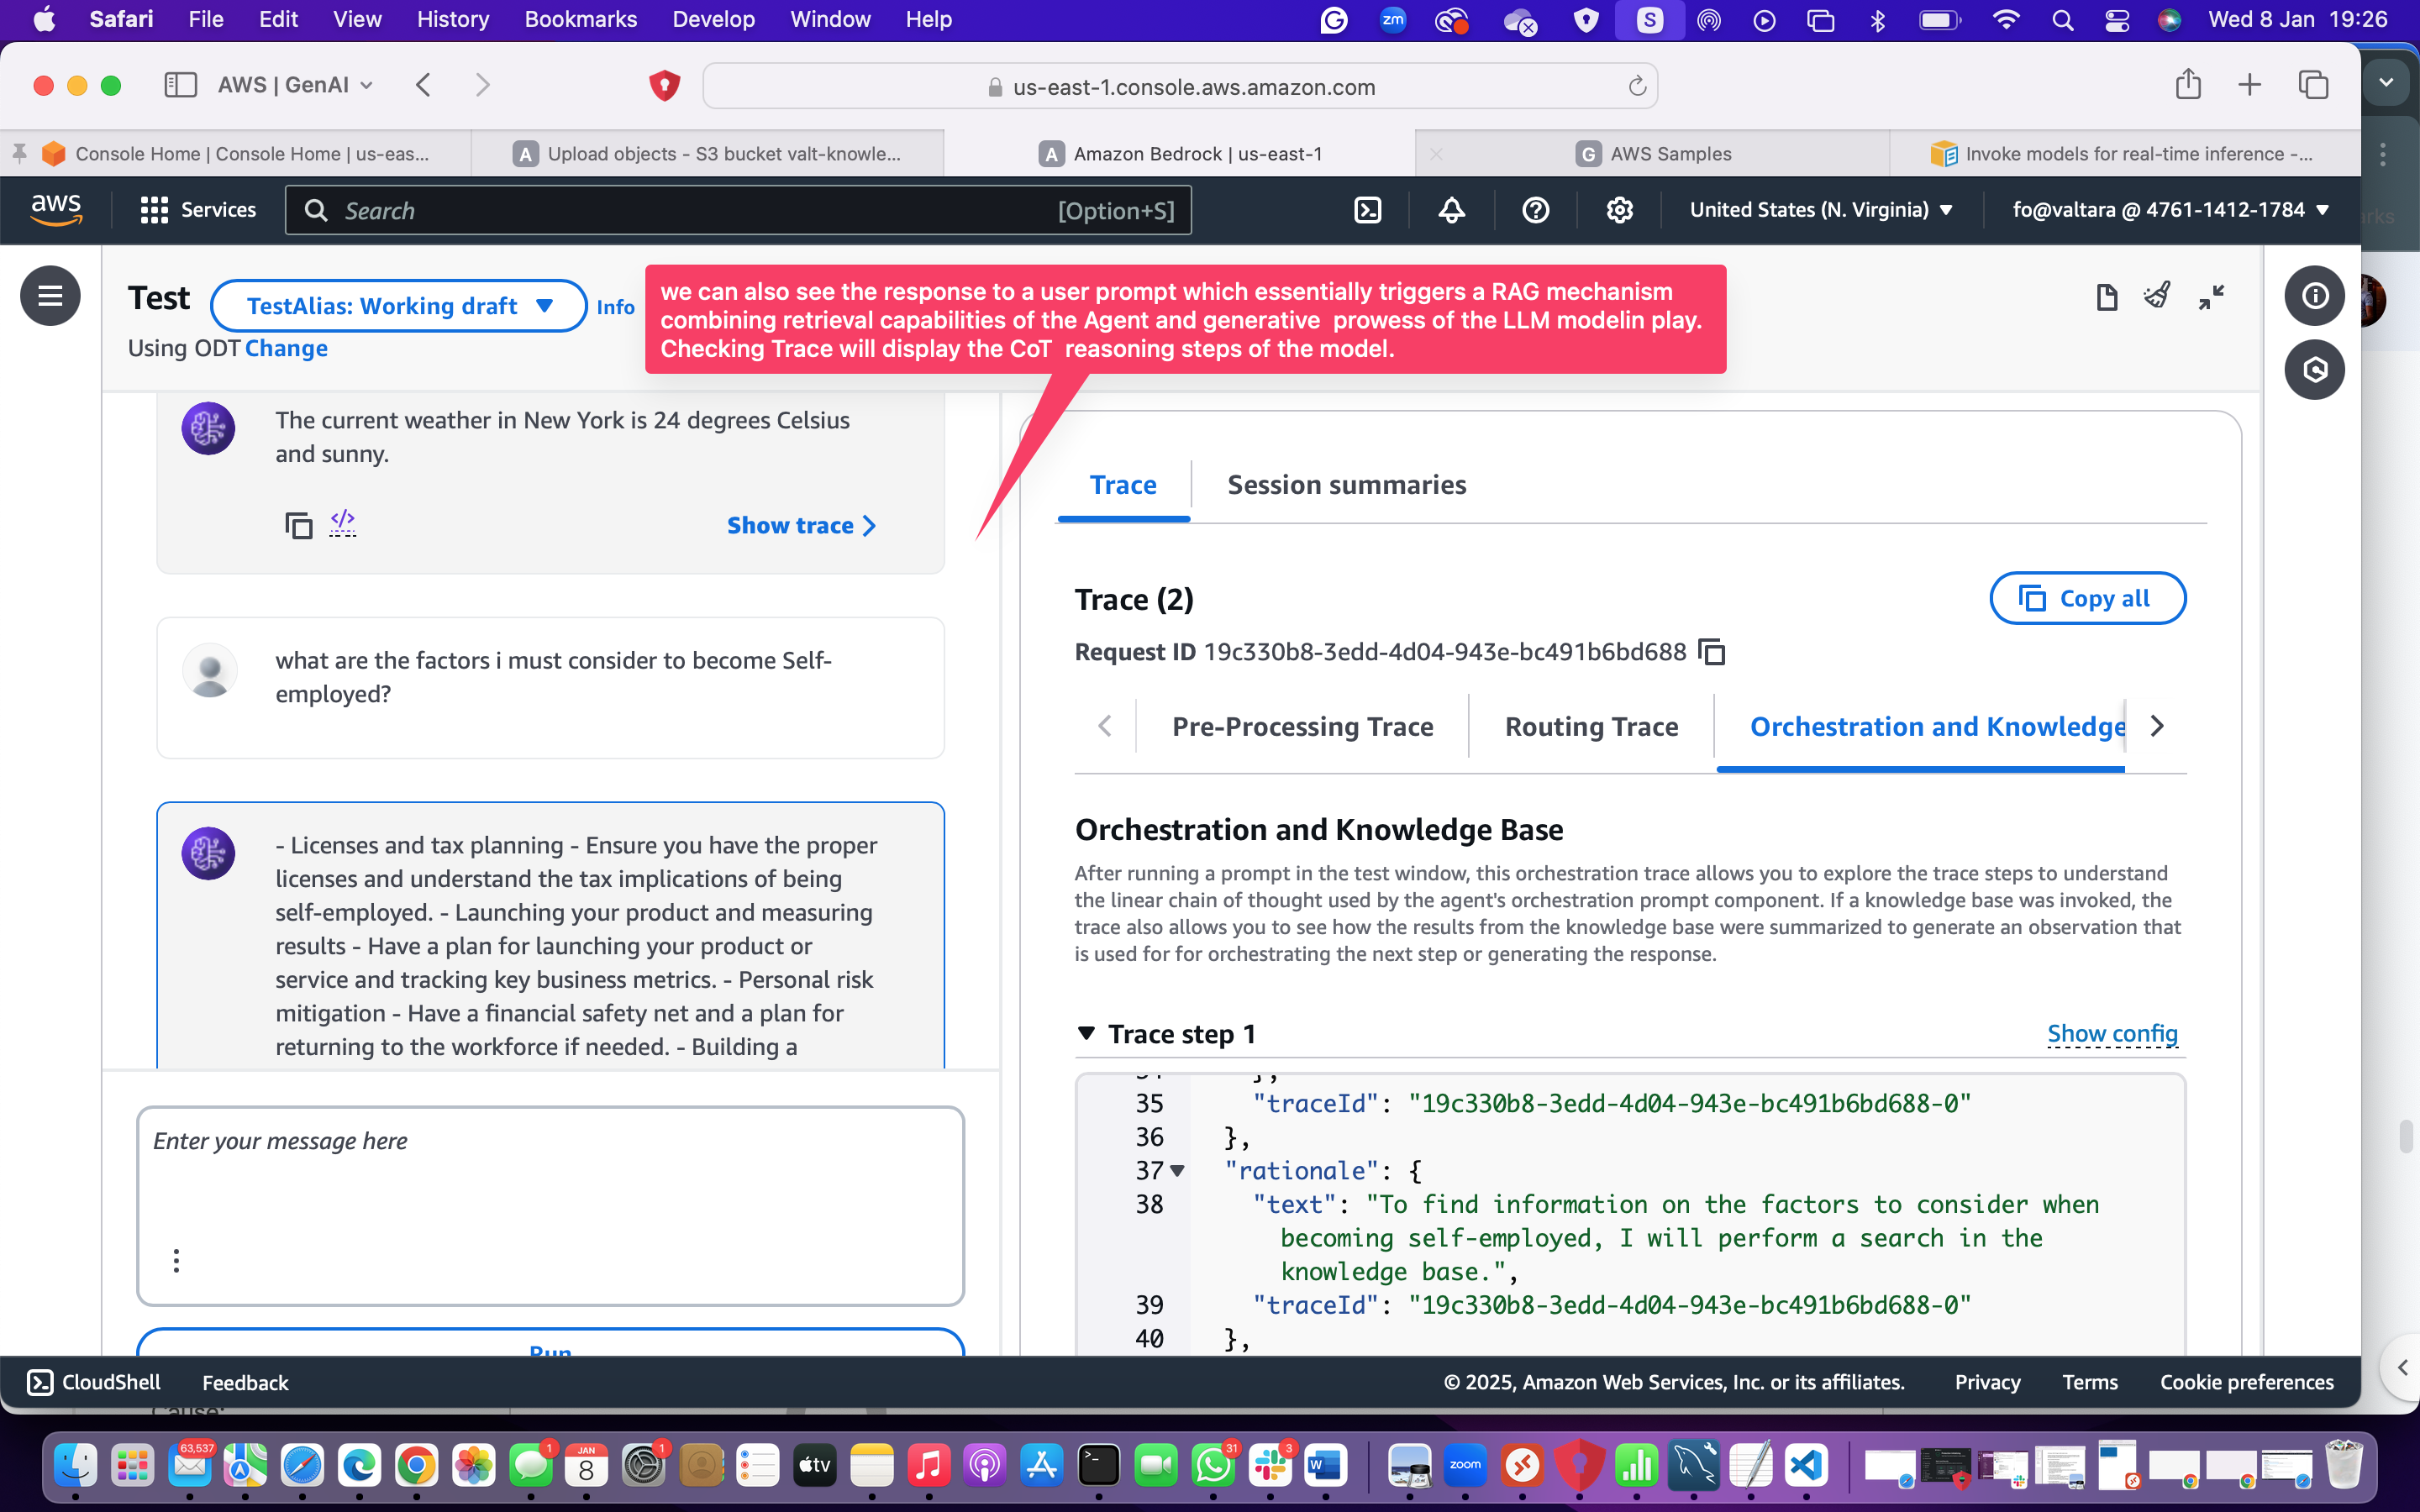 Safari File Edit View History Bookmarks Develop Window Help zm S Wed 8 Jan 19:26
AWS | GenAI us-east-1.console.aws.amazon.com
Console Home | Console Home | us-eas... A Upload objects - S3 bucket valt-knowle... A Amazon Bedrock | us-east-1 G AWS Samples Invoke models for real-time inference -...
aws Services Search [Option+S] United States (N. Virginia) fo@valtara @ 4761-1412-1784
Test TestAlias: Working draft Info
Using ODT Change
we can also see the response to a user prompt which essentially triggers a RAG mechanism
combining retrieval capabilities of the Agent and generative prowess of the LLM modelin play.
Checking Trace will display the CoT reasoning steps of the model.
The current weather in New York is 24 degrees Celsius
and sunny.
Show trace
what are the factors i must consider to become Self-
employed?
- Licenses and tax planning - Ensure you have the proper
licenses and understand the tax implications of being
self-employed. - Launching your product and measuring
results - Have a plan for launching your product or
service and tracking key business metrics. - Personal risk
mitigation - Have a financial safety net and a plan for
returning to the workforce if needed. - Building a
Enter your message here
Run
Trace Session summaries
Trace (2) Copy all
Request ID 19c330b8-3edd-4d04-943e-bc491b6bd688
Pre-Processing Trace Routing Trace Orchestration and Knowledge
Orchestration and Knowledge Base
After running a prompt in the test window, this orchestration trace allows you to explore the trace steps to understand
the linear chain of thought used by the agent's orchestration prompt component. If a knowledge base was invoked, the
trace also allows you to see how the results from the knowledge base were summarized to generate an observation that
is used for for orchestrating the next step or generating the response.
Trace step 1 Show config
34 },
35 "traceId": "19c330b8-3edd-4d04-943e-bc491b6bd688-0"
36 },
37 "rationale": {
38 "text": "To find information on the factors to consider when
becoming self-employed, I will perform a search in the
knowledge base.",
39 "traceId": "19c330b8-3edd-4d04-943e-bc491b6bd688-0"
40 },
CloudShell Feedback © 2025, Amazon Web Services, Inc. or its affiliates. Privacy Terms Cookie preferences
63,537 1 JAN 8 1 tv 31 3 W zoom